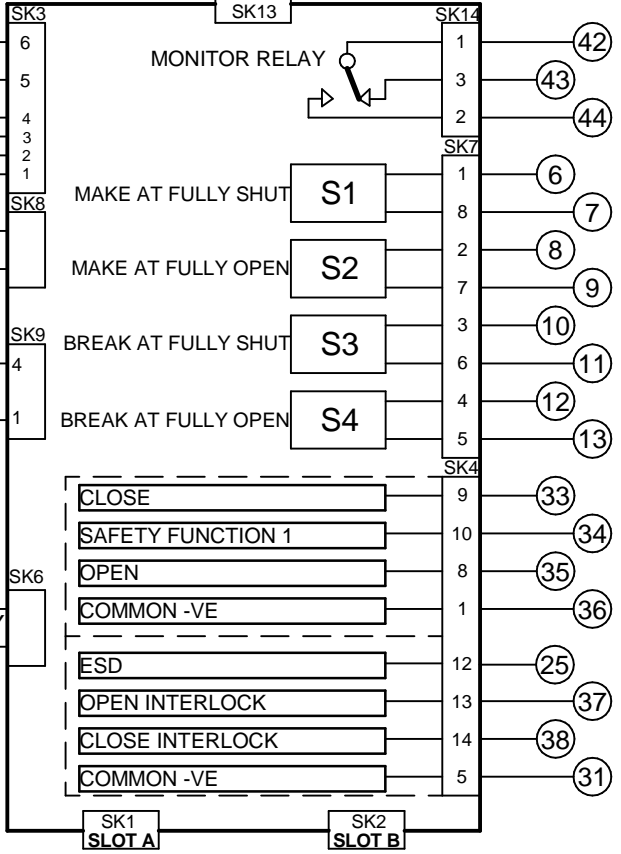 SK3
SK13
SK14
6
MONITOR RELAY
1
42
5
3
43
4
2
44
3
2
1
SK7
MAKE AT FULLY SHUT
S1
1
6
SK8
8
7
MAKE AT FULLY OPEN
S2
2
8
7
9
SK9
BREAK AT FULLY SHUT
S3
3
10
4
6
11
1
BREAK AT FULLY OPEN
S4
4
12
5
13
SK4
CLOSE
9
33
SAFETY FUNCTION 1
10
34
SK6
OPEN
8
35
COMMON -VE
1
36
ESD
12
25
OPEN INTERLOCK
13
37
CLOSE INTERLOCK
14
38
COMMON -VE
5
31
SK1
SLOT A
SK2
SLOT B